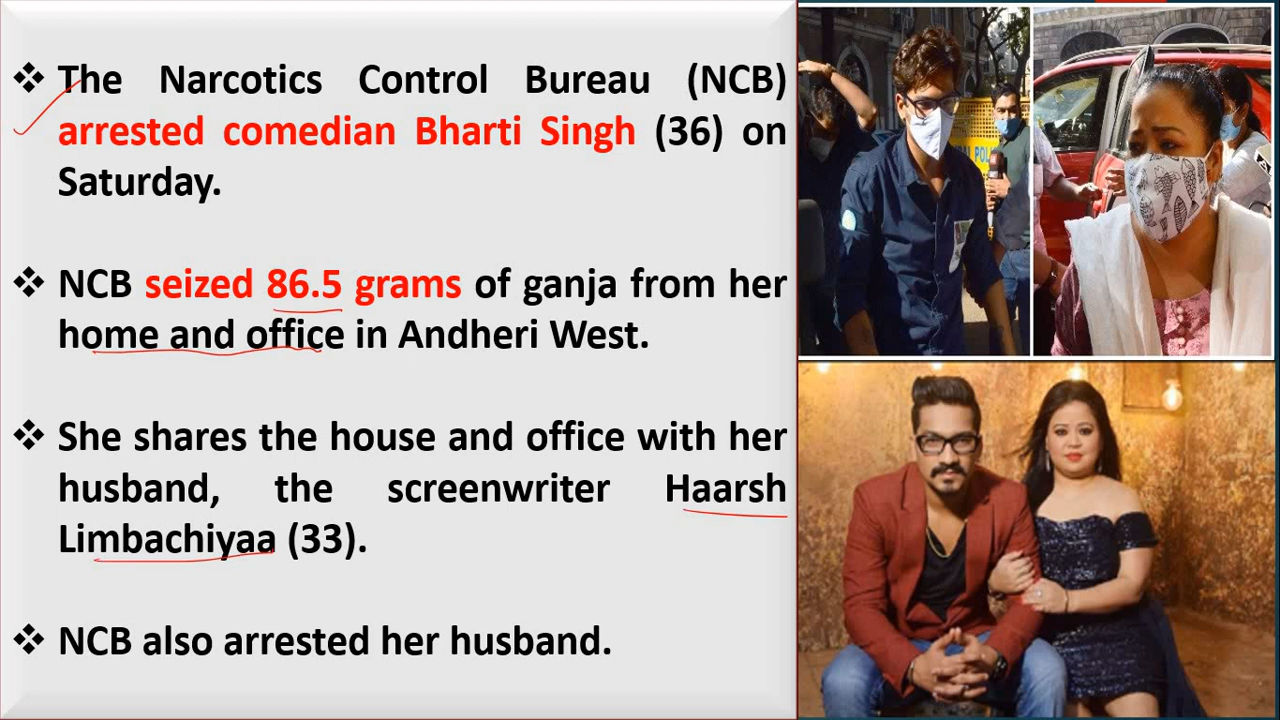 ❖ The Narcotics Control Bureau (NCB)
arrested comedian Bharti Singh (36) on
Saturday.
❖ NCB seized 86.5 grams of ganja from her
home and office in Andheri West.
❖ She shares the house and office with her
husband, the screenwriter Haarsh
Limbachiyaa (33).
❖ NCB also arrested her husband.